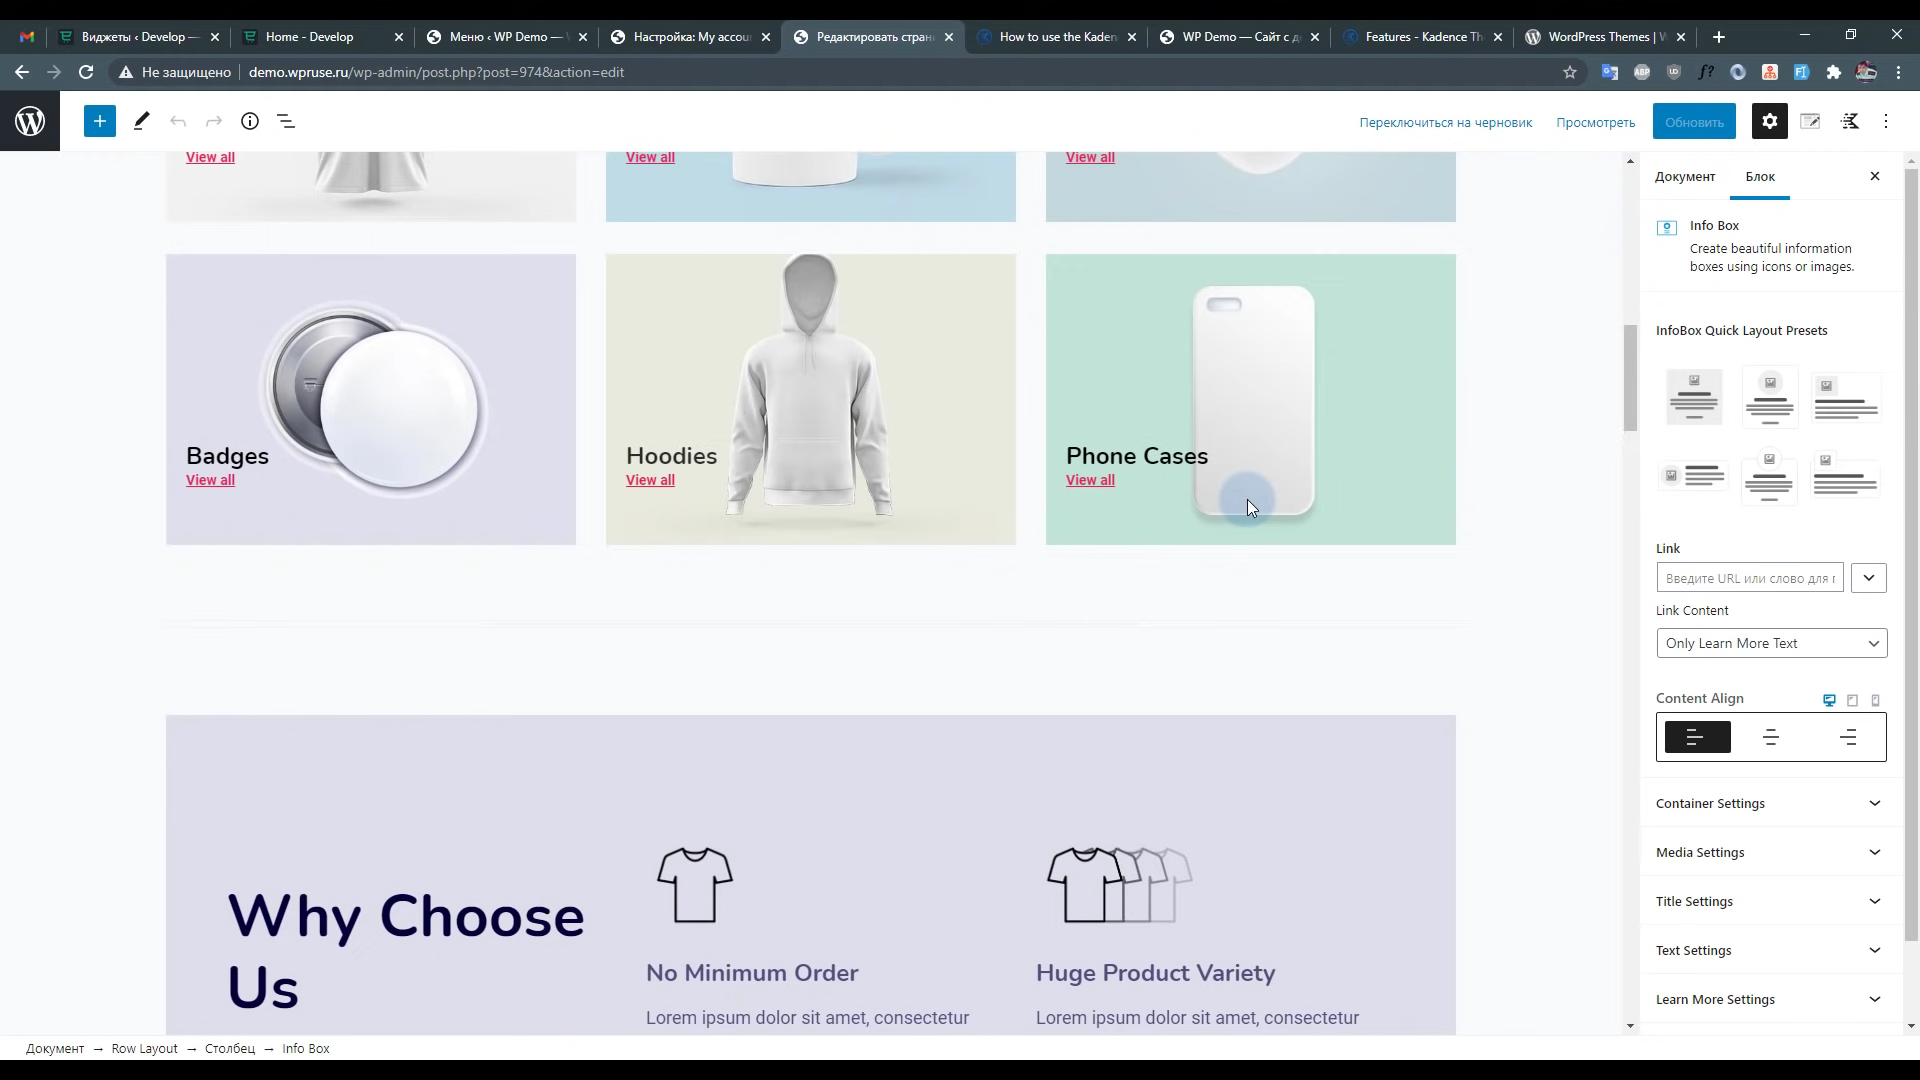 Виджеты ‹ Develop —
Home - Develop
Меню ‹ WP Demo —
Настройка: My accou
Редактировать стран
How to use the Kaden
WP Demo — Сайт с д
Features - Kadence Th
WordPress Themes | W
Не защищено
demo.wpruse.ru/wp-admin/post.php?post=974&action=edit
Переключиться на черновик
Просмотреть
Обновить
View all
View all
View all
Badges
View all
Hoodies
View all
Phone Cases
View all
Why Choose
Us
No Minimum Order
Lorem ipsum dolor sit amet, consectetur
Huge Product Variety
Lorem ipsum dolor sit amet, consectetur
Документ
Блок
Info Box
Create beautiful information
boxes using icons or images.
InfoBox Quick Layout Presets
Link
Введите URL или слово для п
Link Content
Only Learn More Text
Content Align
Container Settings
Media Settings
Title Settings
Text Settings
Learn More Settings
Документ → Row Layout → Столбец → Info Box